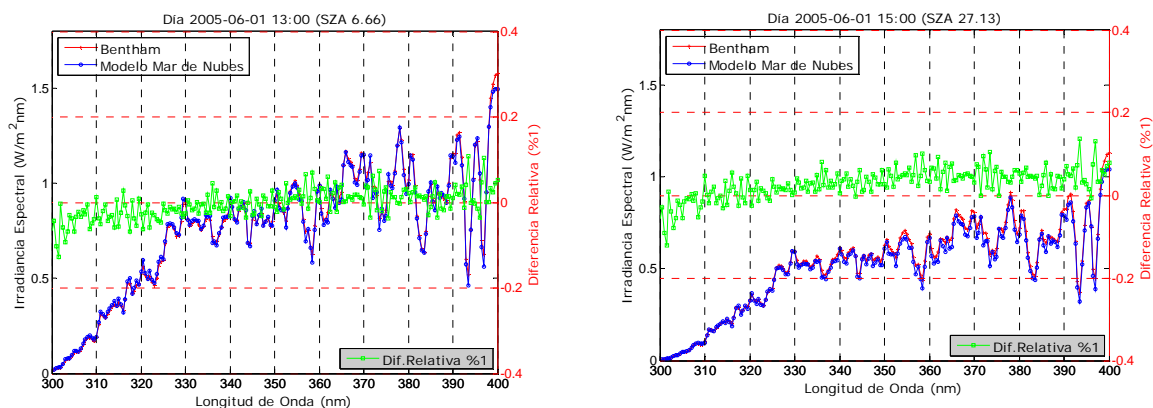 Día 2005-06-01 13:00 (SZA 6.66)
Bentham
Modelo Mar de Nubes
Irradiancia Espectral (W/m²nm)
1.5
1
0.5
0
0.4
0.2
0.0
-0.2
-0.4
Diferencia Relativa (%1)
Dif.Relativa %1
300 310 320 330 340 350 360 370 380 390 400
Longitud de Onda (nm)
Día 2005-06-01 15:00 (SZA 27.13)
Bentham
Modelo Mar de Nubes
Irradiancia Espectral (W/m²nm)
1.5
1
0.5
0
0.4
0.2
0.0
-0.2
-0.4
Diferencia Relativa (%1)
Dif.Relativa %1
300 310 320 330 340 350 360 370 380 390 400
Longitud de Onda (nm)